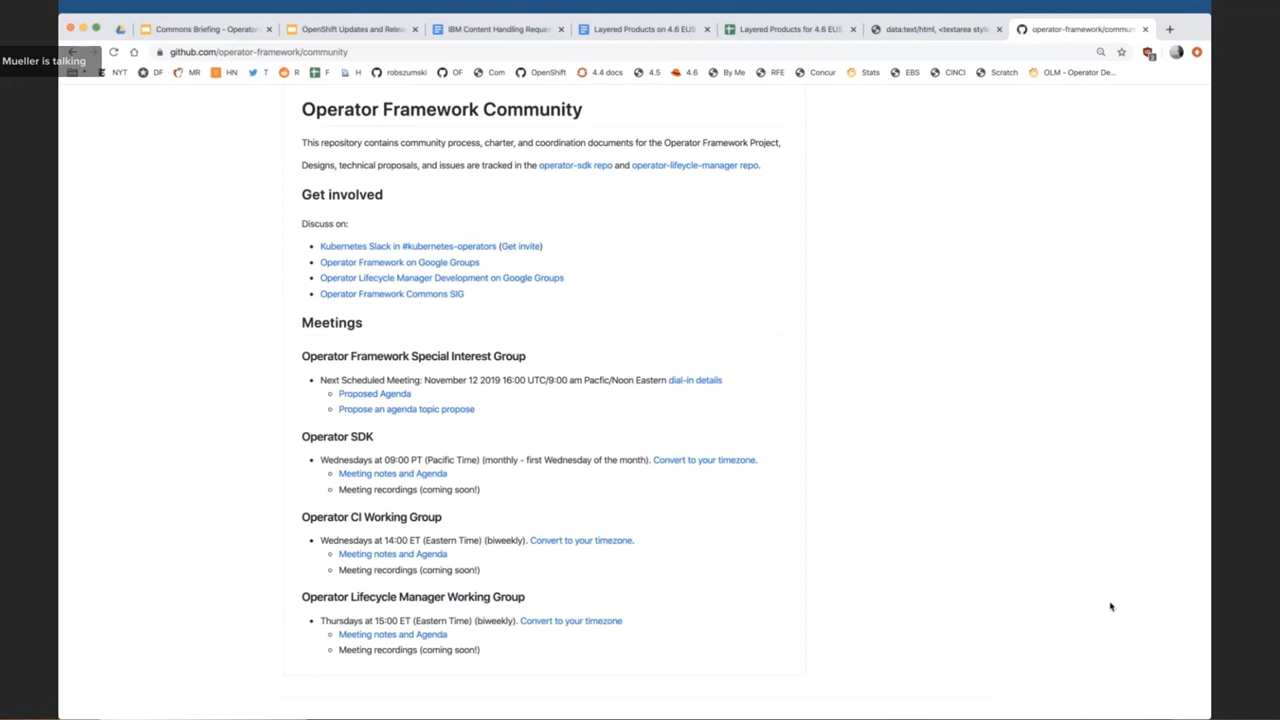 Commons Briefing - Operator
OpenShift Updates and Relea
IBM Content Handling Reque
Layered Products on 4.6 EUS
Layered Products for 4.6 EUS
data:text/html, <textarea style
operator-framework/commun
Mueller is talking
github.com/operator-framework/community
NYT
DF
MR
HN
T
R
F
H
robszumski
OF
Com
OpenShift
4.4 docs
4.5
4.6
By Me
RFE
Concur
Stats
EBS
CINCI
Scratch
OLM - Operator De...
Operator Framework Community
This repository contains community process, charter, and coordination documents for the Operator Framework Project,
Designs, technical proposals, and issues are tracked in the operator-sdk repo and operator-lifeycle-manager repo.
Get involved
Discuss on:
Kubernetes Slack in #kubernetes-operators (Get invite)
Operator Framework on Google Groups
Operator Lifecycle Manager Development on Google Groups
Operator Framework Commons SIG
Meetings
Operator Framework Special Interest Group
Next Scheduled Meeting: November 12 2019 16:00 UTC/9:00 am Pacfic/Noon Eastern dial-in details
Proposed Agenda
Propose an agenda topic propose
Operator SDK
Wednesdays at 09:00 PT (Pacific Time) (monthly - first Wednesday of the month). Convert to your timezone.
Meeting notes and Agenda
Meeting recordings (coming soon!)
Operator CI Working Group
Wednesdays at 14:00 ET (Eastern Time) (biweekly). Convert to your timezone.
Meeting notes and Agenda
Meeting recordings (coming soon!)
Operator Lifecycle Manager Working Group
Thursdays at 15:00 ET (Eastern Time) (biweekly). Convert to your timezone
Meeting notes and Agenda
Meeting recordings (coming soon!)